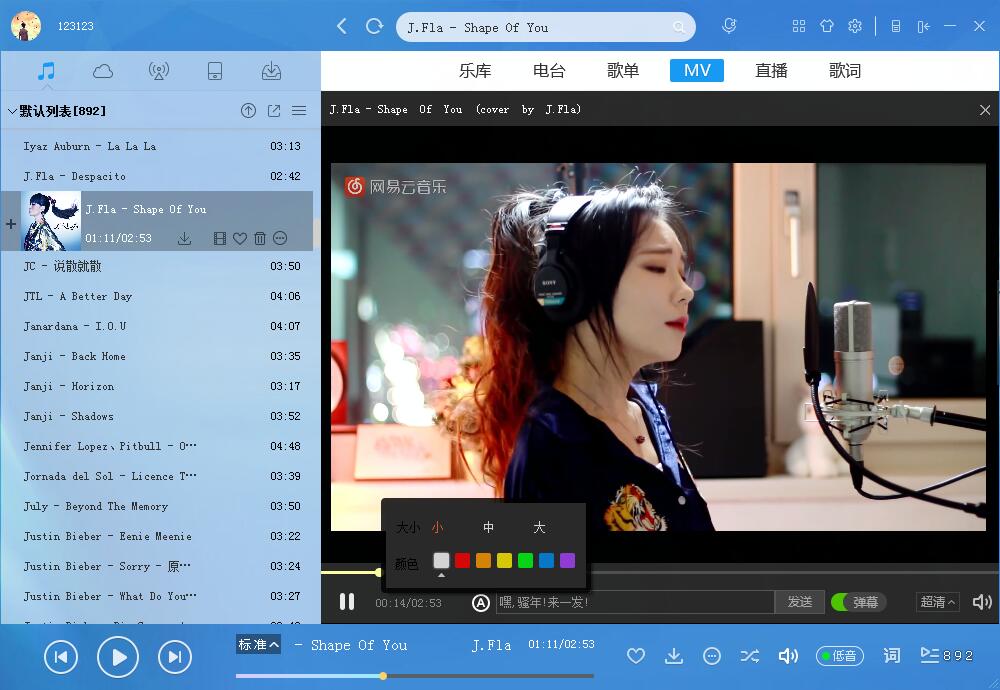 123123
J.Fla - Shape Of You
乐库 电台 歌单 MV 直播 歌词
默认列表[892]
J.Fla - Shape Of You (cover by J.Fla)
Iyaz Auburn - La La La 03:13
J.Fla - Despacito 02:42
J.Fla - Shape Of You
01:11/02:53
JC - 说散就散 03:50
JTL - A Better Day 04:06
Janardana - I.O.U 04:07
Janji - Back Home 03:35
Janji - Horizon 03:17
Janji - Shadows 03:52
Jennifer Lopez、Pitbull - O… 04:48
Jornada del Sol - Licence T… 03:39
July - Beyond The Memory 03:50
Justin Bieber - Eenie Meenie 03:22
Justin Bieber - Sorry - 原… 03:24
Justin Bieber - What Do You… 03:27
网易云音乐
SONY
大小 小 中 大
颜色
00:14/02:53
A
嘿,骚年!来一发!
发送
弹幕
超清
标准
- Shape Of You J.Fla 01:11/02:53
低音
词
892